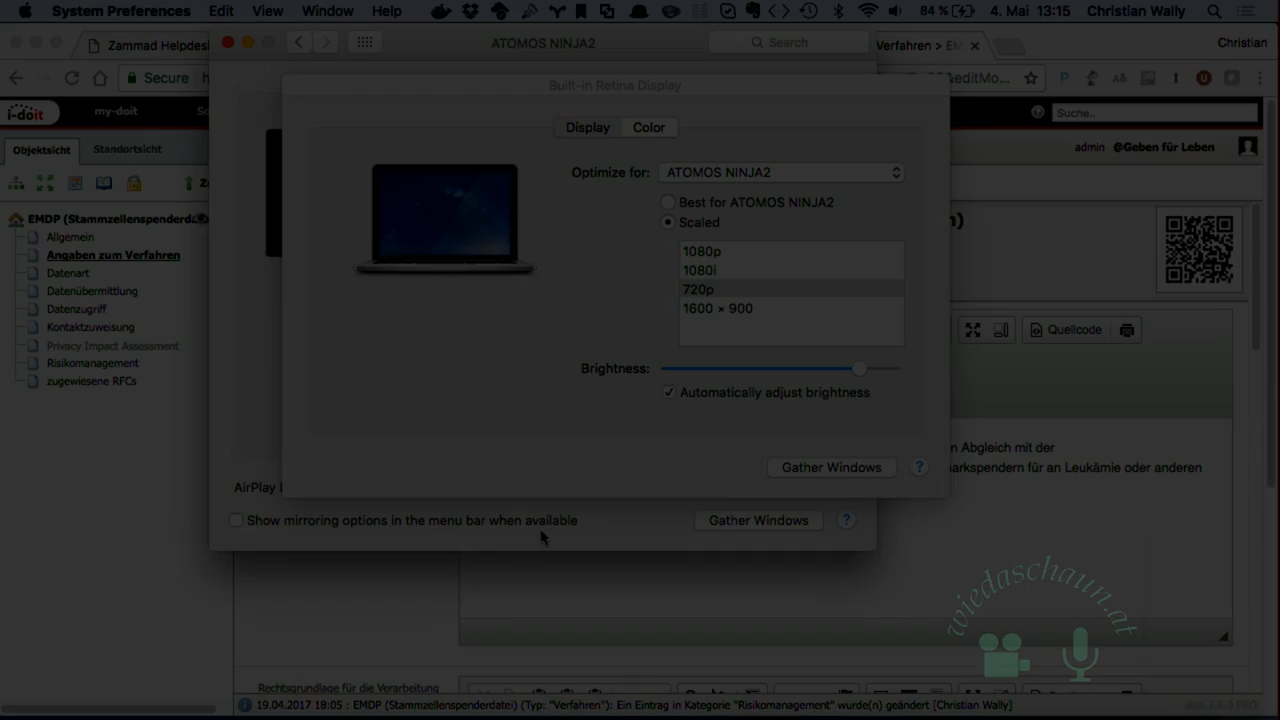 System Preferences Edit View Window Help 84 % 4. Mai 13:15 Christian Wally
Zammad Helpdesk
ATOMOS NINJA2
Search
Verfahren > EM
Christian
Secure
&editMo...
i-doit my-doit
Suche..
Objektsicht Standortsicht
admin @Geben für Leben
EMDP (Stammzellenspenderd
Allgemein
Angaben zum Verfahren
Datenart
Datenübermittlung
Datenzugriff
Kontaktzuweisung
Privacy Impact Assessment
Risikomanagement
zugewiesene RFCs
Built-in Retina Display
Display Color
Optimize for: ATOMOS NINJA2
Best for ATOMOS NINJA2
Scaled
1080p
1080i
720p
1600 × 900
Brightness:
Automatically adjust brightness
Gather Windows ?
AirPlay
Show mirroring options in the menu bar when available
Gather Windows ?
Quellcode
n Abgleich mit der
arkspendern für an Leukämie oder anderen
wiedaschaun.at
Rechtsgrundlage für die Verarbeitung
19.04.2017 18:05 : EMDP (Stammzellenspenderdatei) (Typ: "Verfahren"): Ein Eintrag in Kategorie "Risikomanagement" wurde(n) geändert [Christian Wally]